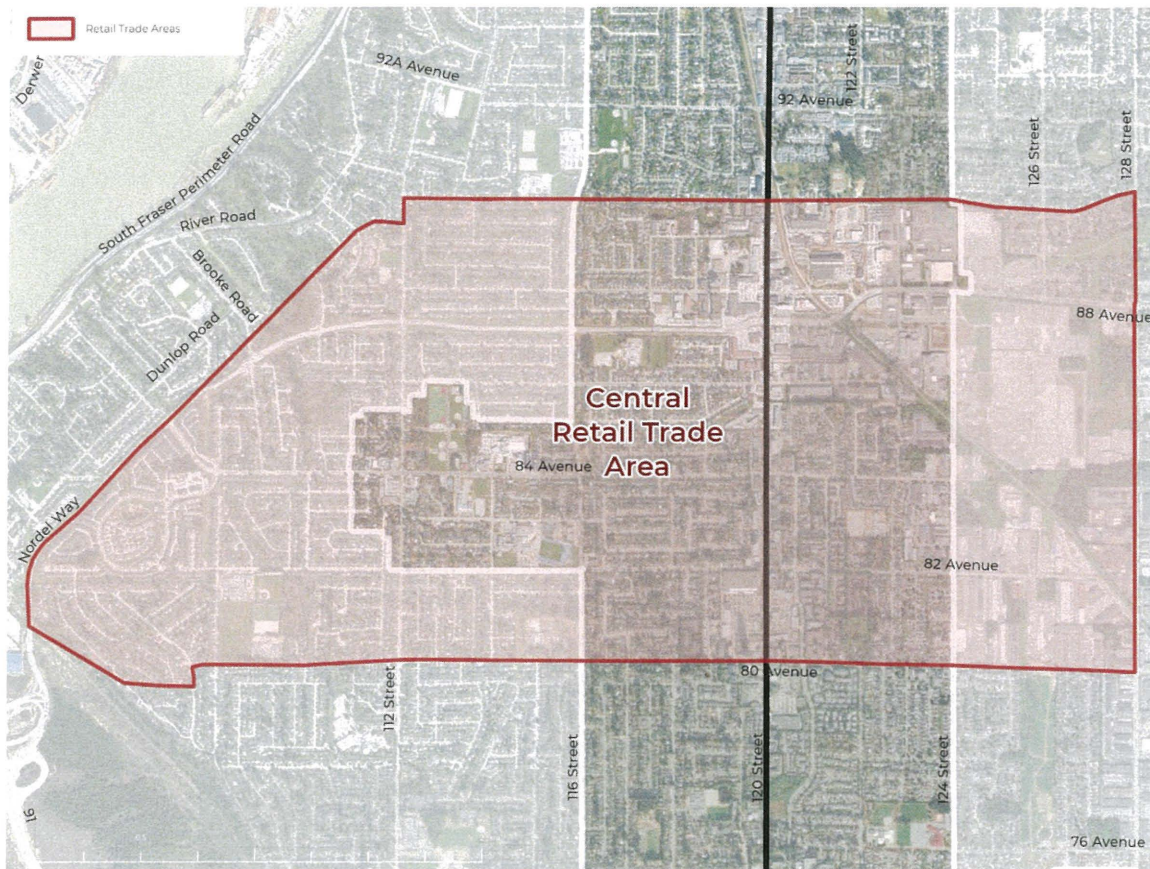 Retail Trade Areas
92A Avenue
122 Street
92 Avenue
Derwer
South Fraser Perimeter Road
126 Street
128 Street
River Road
Brooke Road
Dunlop Road
88 Avenue
Central
Retail Trade
Area
84 Avenue
Nordel Way
82 Avenue
80 Avenue
112 Street
116 Street
120 Street
124 Street
91
76 Avenue